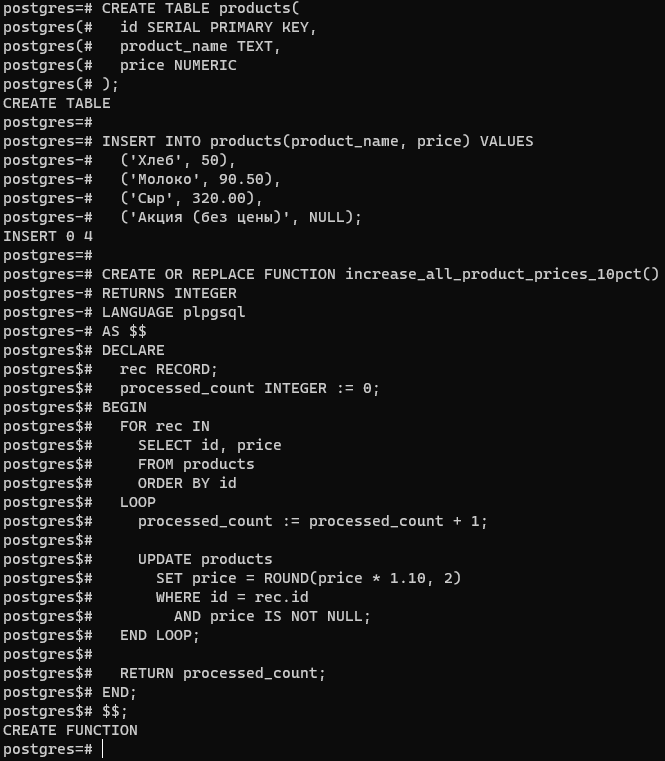 postgres=# CREATE TABLE products(
postgres(#   id SERIAL PRIMARY KEY,
postgres(#   product_name TEXT,
postgres(#   price NUMERIC
postgres(# );
CREATE TABLE
postgres=#
postgres=# INSERT INTO products(product_name, price) VALUES
postgres-#   ('Хлеб', 50),
postgres-#   ('Молоко', 90.50),
postgres-#   ('Сыр', 320.00),
postgres-#   ('Акция (без цены)', NULL);
INSERT 0 4
postgres=#
postgres=# CREATE OR REPLACE FUNCTION increase_all_product_prices_10pct()
postgres-# RETURNS INTEGER
postgres-# LANGUAGE plpgsql
postgres-# AS $$
postgres$# DECLARE
postgres$#   rec RECORD;
postgres$#   processed_count INTEGER := 0;
postgres$# BEGIN
postgres$#   FOR rec IN
postgres$#     SELECT id, price
postgres$#     FROM products
postgres$#     ORDER BY id
postgres$#   LOOP
postgres$#     processed_count := processed_count + 1;
postgres$#
postgres$#     UPDATE products
postgres$#       SET price = ROUND(price * 1.10, 2)
postgres$#       WHERE id = rec.id
postgres$#         AND price IS NOT NULL;
postgres$#   END LOOP;
postgres$#
postgres$#   RETURN processed_count;
postgres$# END;
postgres$# $$;
CREATE FUNCTION
postgres=#